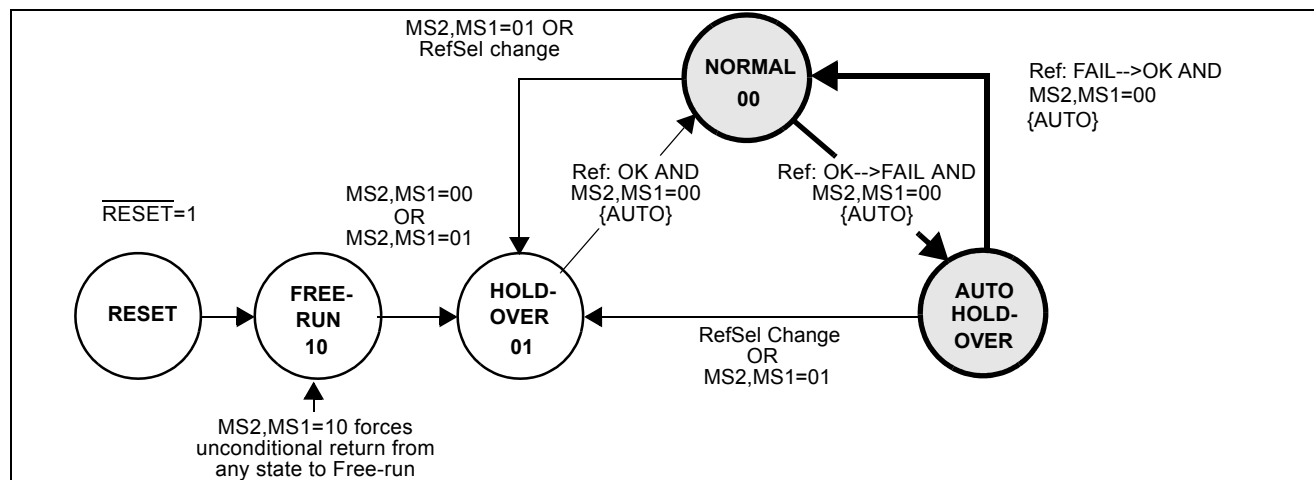 MS2,MS1=01 OR
RefSel change
NORMAL
00
Ref: FAIL-->OK AND
MS2,MS1=00
{AUTO}
Ref: OK AND
MS2,MS1=00
{AUTO}
Ref: OK-->FAIL AND
MS2,MS1=00
{AUTO}
RESET=1
MS2,MS1=00
OR
MS2,MS1=01
RESET
FREE-
RUN
10
HOLD-
OVER
01
AUTO
HOLD-
OVER
RefSel Change
OR
MS2,MS1=01
MS2,MS1=10 forces
unconditional return from
any state to Free-run